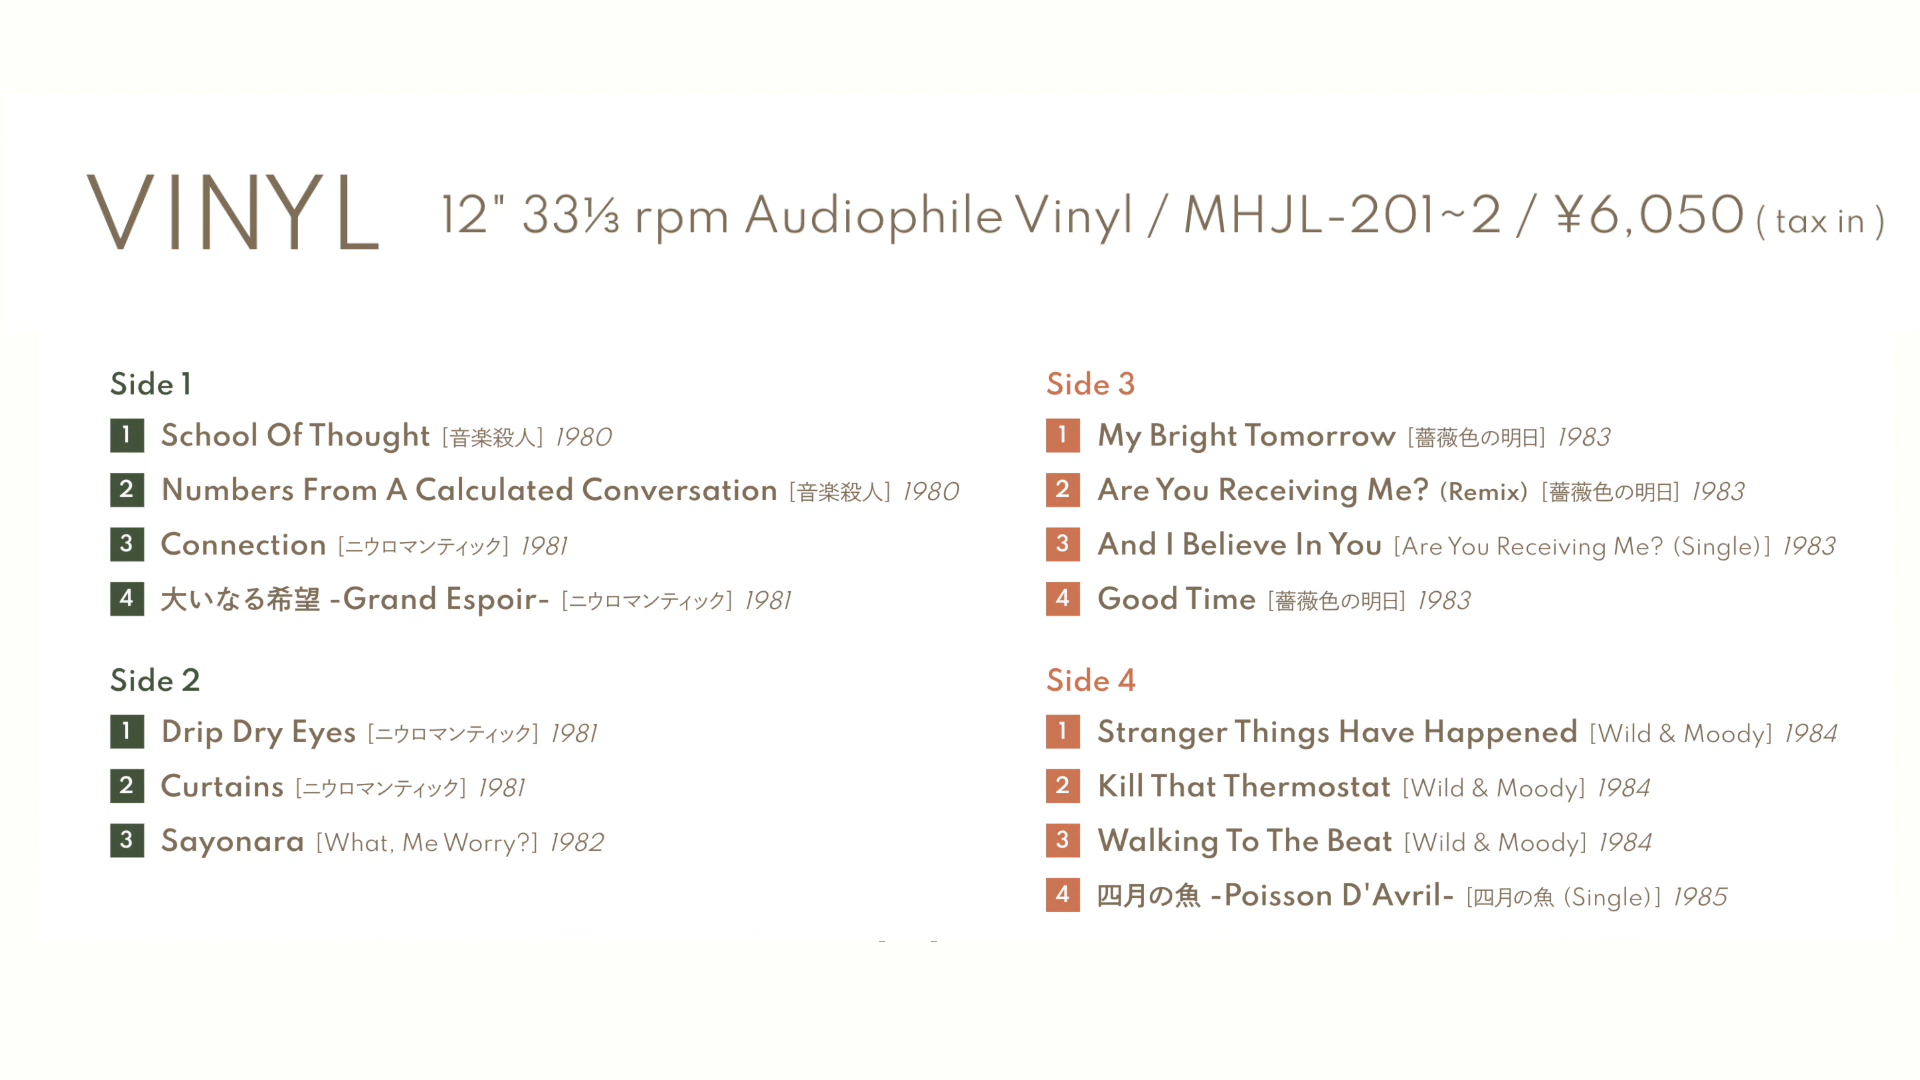 VINYL 12" 33⅓ rpm Audiophile Vinyl / MHJL-201~2 / ¥6,050 ( tax in )
Side 1
1 School Of Thought [音楽殺人] 1980
2 Numbers From A Calculated Conversation [音楽殺人] 1980
3 Connection [ニウロマンティック] 1981
4 大いなる希望 -Grand Espoir- [ニウロマンティック] 1981
Side 2
1 Drip Dry Eyes [ニウロマンティック] 1981
2 Curtains [ニウロマンティック] 1981
3 Sayonara [What, Me Worry?] 1982
Side 3
1 My Bright Tomorrow [薔薇色の明日] 1983
2 Are You Receiving Me? (Remix) [薔薇色の明日] 1983
3 And I Believe In You [Are You Receiving Me? (Single)] 1983
4 Good Time [薔薇色の明日] 1983
Side 4
1 Stranger Things Have Happened [Wild & Moody] 1984
2 Kill That Thermostat [Wild & Moody] 1984
3 Walking To The Beat [Wild & Moody] 1984
4 四月の魚 -Poisson D'Avril- [四月の魚 (Single)] 1985